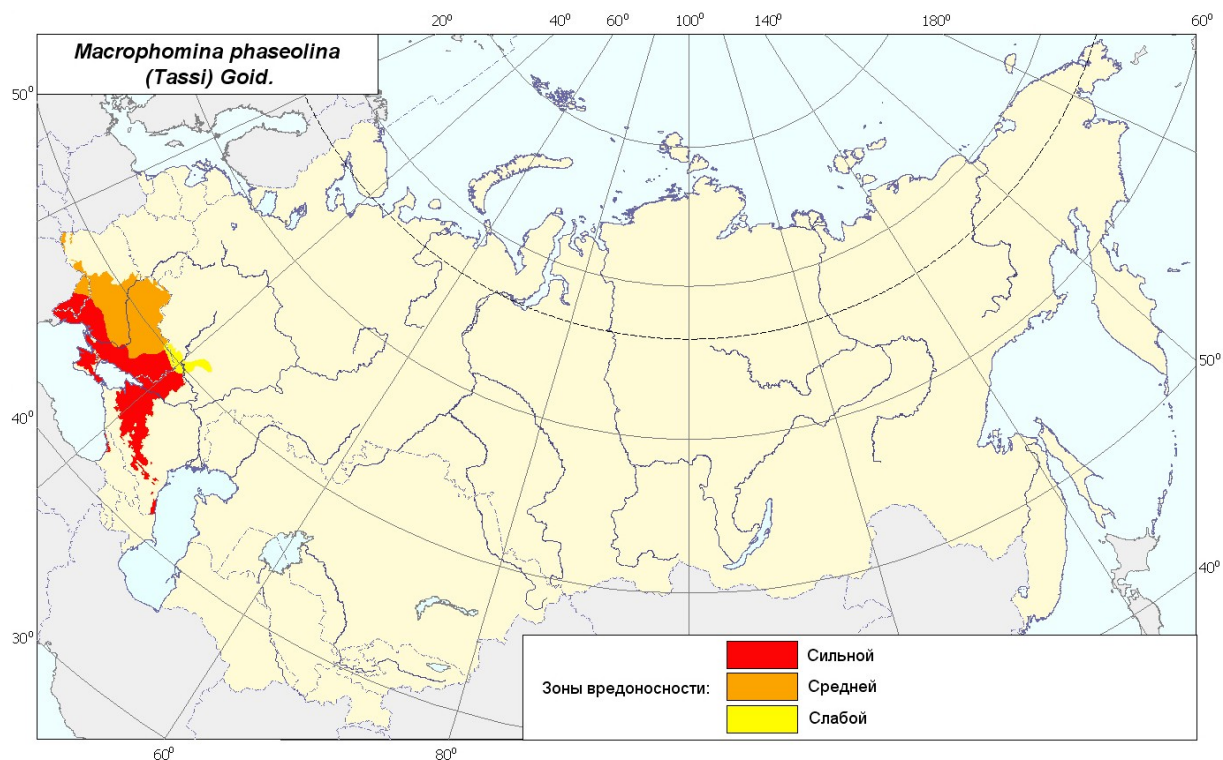 20⁰ 40⁰ 60⁰ 100⁰ 140⁰ 180⁰ 60⁰
Macrophomina phaseolina
(Tassi) Goid.
50⁰
50⁰
40⁰
40⁰
30⁰
Зоны вредоносности:
Сильной
Средней
Слабой
60⁰ 80⁰